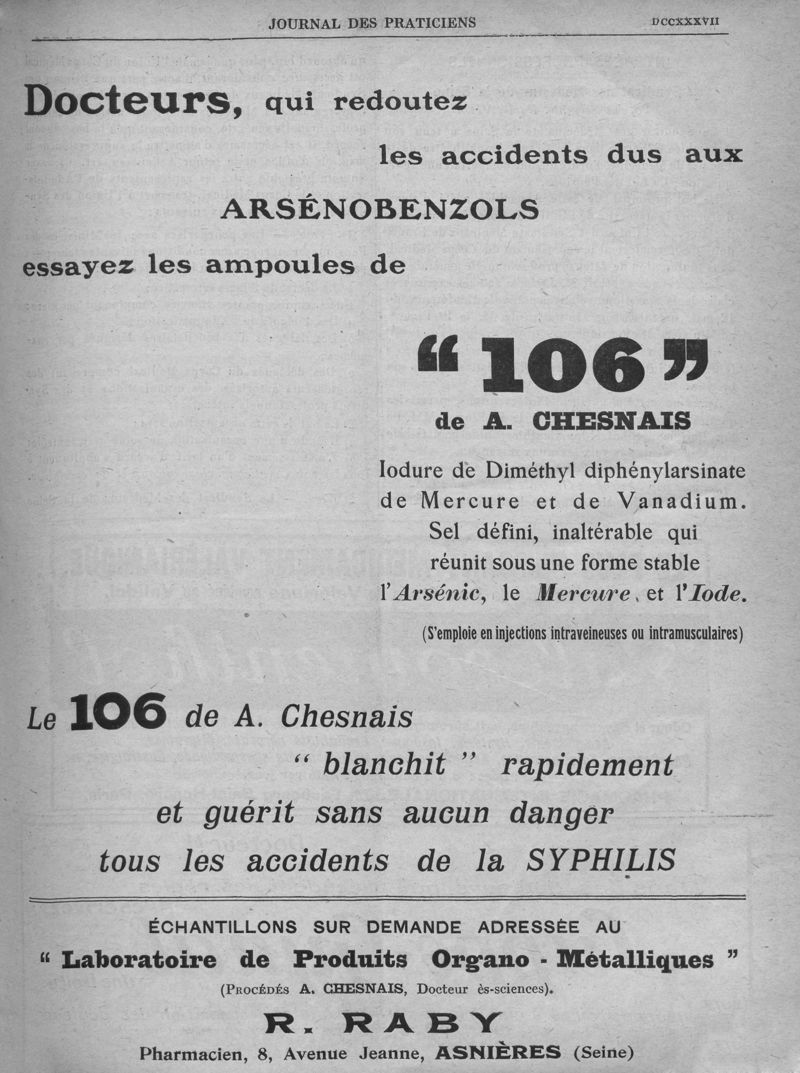 JOURNAL DES PRATICIENS DCCXXXVII
Docteurs, qui redoutez
les accidents dus aux
ARSÉNOBENZOLS
essayez les ampoules de
“ 106 ”
de A. CHESNAIS
Iodure de Diméthyl diphénylarsinate
de Mercure et de Vanadium.
Sel défini, inaltérable qui
réunit sous une forme stable
l’Arsénic, le Mercure, et l’Iode.
(S’emploie en injections intraveineuses ou intramusculaires)
Le 106 de A. Chesnais
“ blanchit ” rapidement
et guérit sans aucun danger
tous les accidents de la SYPHILIS
ÉCHANTILLONS SUR DEMANDE ADRESSÉE AU
“ Laboratoire de Produits Organo - Métalliques ”
(PROCÉDÉS A. CHESNAIS, Docteur ès-sciences).
R. RABY
Pharmacien, 8, Avenue Jeanne, ASNIÈRES (Seine)